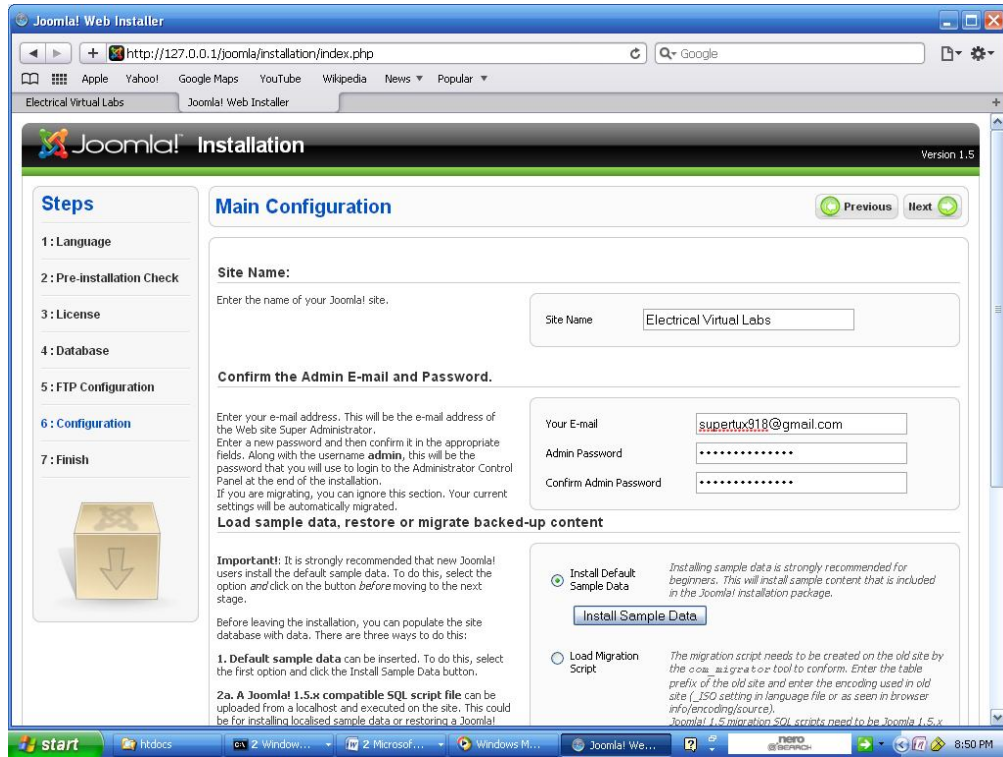 Joomla! Web Installer
http://127.0.0.1/joomla/installation/index.php
Google
Apple Yahoo! Google Maps YouTube Wikipedia News Popular
Electrical Virtual Labs
Joomla! Web Installer
Joomla! Installation
Version 1.5
Steps
1 : Language
2 : Pre-installation Check
3 : License
4 : Database
5 : FTP Configuration
6 : Configuration
7 : Finish
Main Configuration
Previous
Next
Site Name:
Enter the name of your Joomla! site.
Site Name
Electrical Virtual Labs
Confirm the Admin E-mail and Password.
Enter your e-mail address. This will be the e-mail address of
the Web site Super Administrator.
Enter a new password and then confirm it in the appropriate
fields. Along with the username admin, this will be the
password that you will use to login to the Administrator Control
Panel at the end of the installation.
If you are migrating, you can ignore this section. Your current
settings will be automatically migrated.
Your E-mail
supertux918@gmail.com
Admin Password
Confirm Admin Password
Load sample data, restore or migrate backed-up content
Important!: It is strongly recommended that new Joomla!
users install the default sample data. To do this, select the
option and click on the button before moving to the next
stage.
Before leaving the installation, you can populate the site
database with data. There are three ways to do this:
1. Default sample data can be inserted. To do this, select
the first option and click the Install Sample Data button.
2a. A Joomla! 1.5.x compatible SQL script file can be
uploaded from a localhost and executed on the site. This could
be for installing localised sample data or restoring a Joomla!
Install Default
Sample Data
Installing sample data is strongly recommended for
beginners. This will install sample content that is included
in the Joomla! installation package.
Install Sample Data
Load Migration
Script
The migration script needs to be created on the old site by
the com_migrator tool to conform. Enter the table
prefix of the old site and enter the encoding used in old
site (_ISO setting in language file or as seen in browser
info/encoding/source).
Joomla! 1.5 migration SQL scripts need to be Joomla 1.5.x
start
htdocs
2 Window...
2 Microsof...
Windows M...
Joomla! We...
nero
SEARCH
8:50 PM